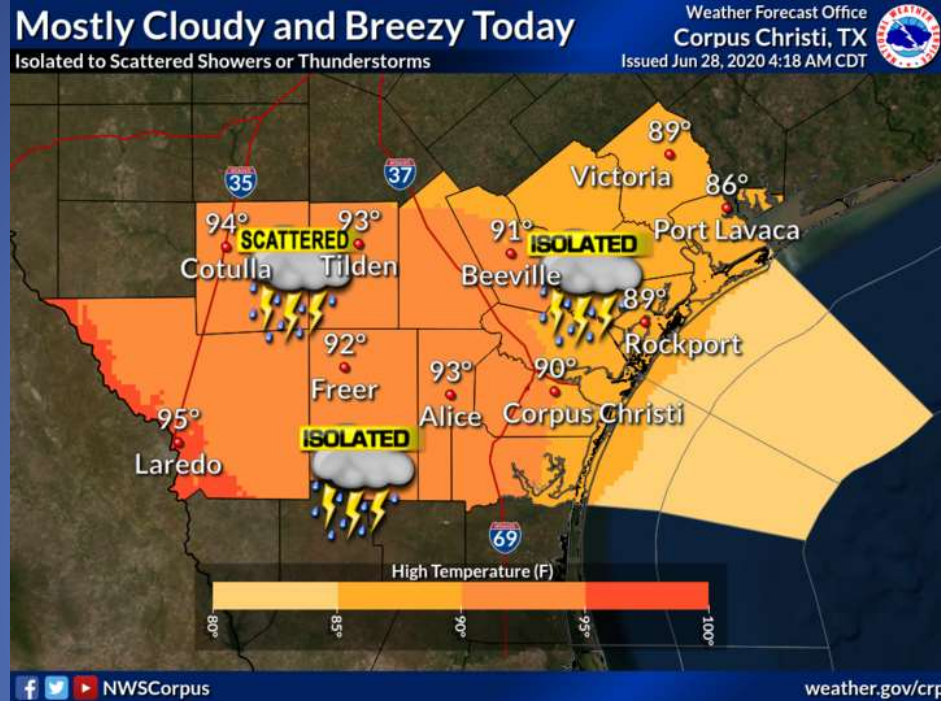 Mostly Cloudy and Breezy Today
Isolated to Scattered Showers or Thunderstorms
Weather Forecast Office
Corpus Christi, TX
Issued Jun 28, 2020 4:18 AM CDT
35
37
89°
Victoria
86°
Port Lavaca
94°
Cotulla
SCATTERED
93°
Tilden
91°
Beeville
ISOLATED
89°
Rockport
92°
Freer
93°
Alice
90°
Corpus Christi
95°
Laredo
ISOLATED
69
High Temperature (F)
80°
85°
90°
95°
100°
NWSCorpus
weather.gov/crp